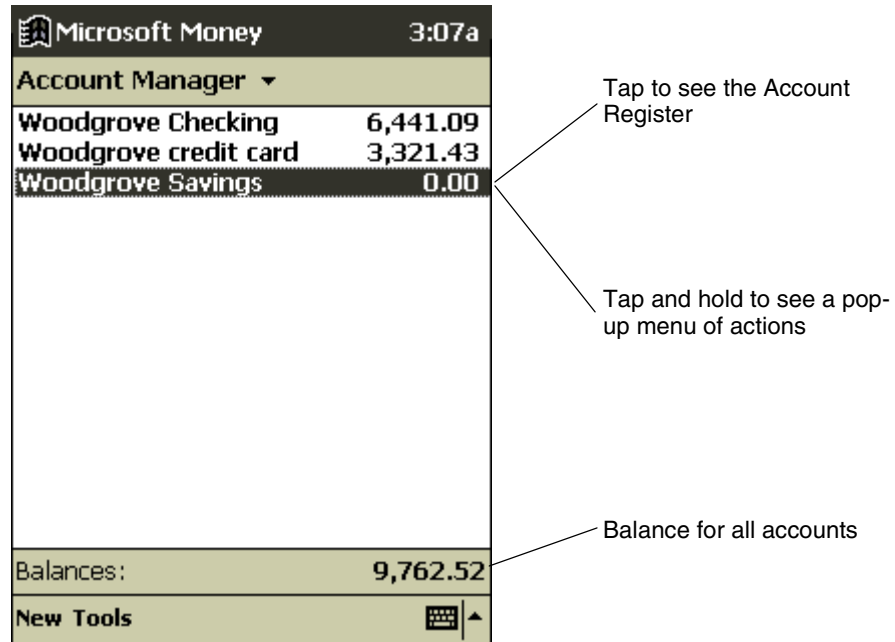 Microsoft Money 3:07a
Account Manager
Woodgrove Checking 6,441.09
Woodgrove credit card 3,321.43
Woodgrove Savings 0.00
Balances: 9,762.52
New Tools
Tap to see the Account
Register
Tap and hold to see a pop-
up menu of actions
Balance for all accounts